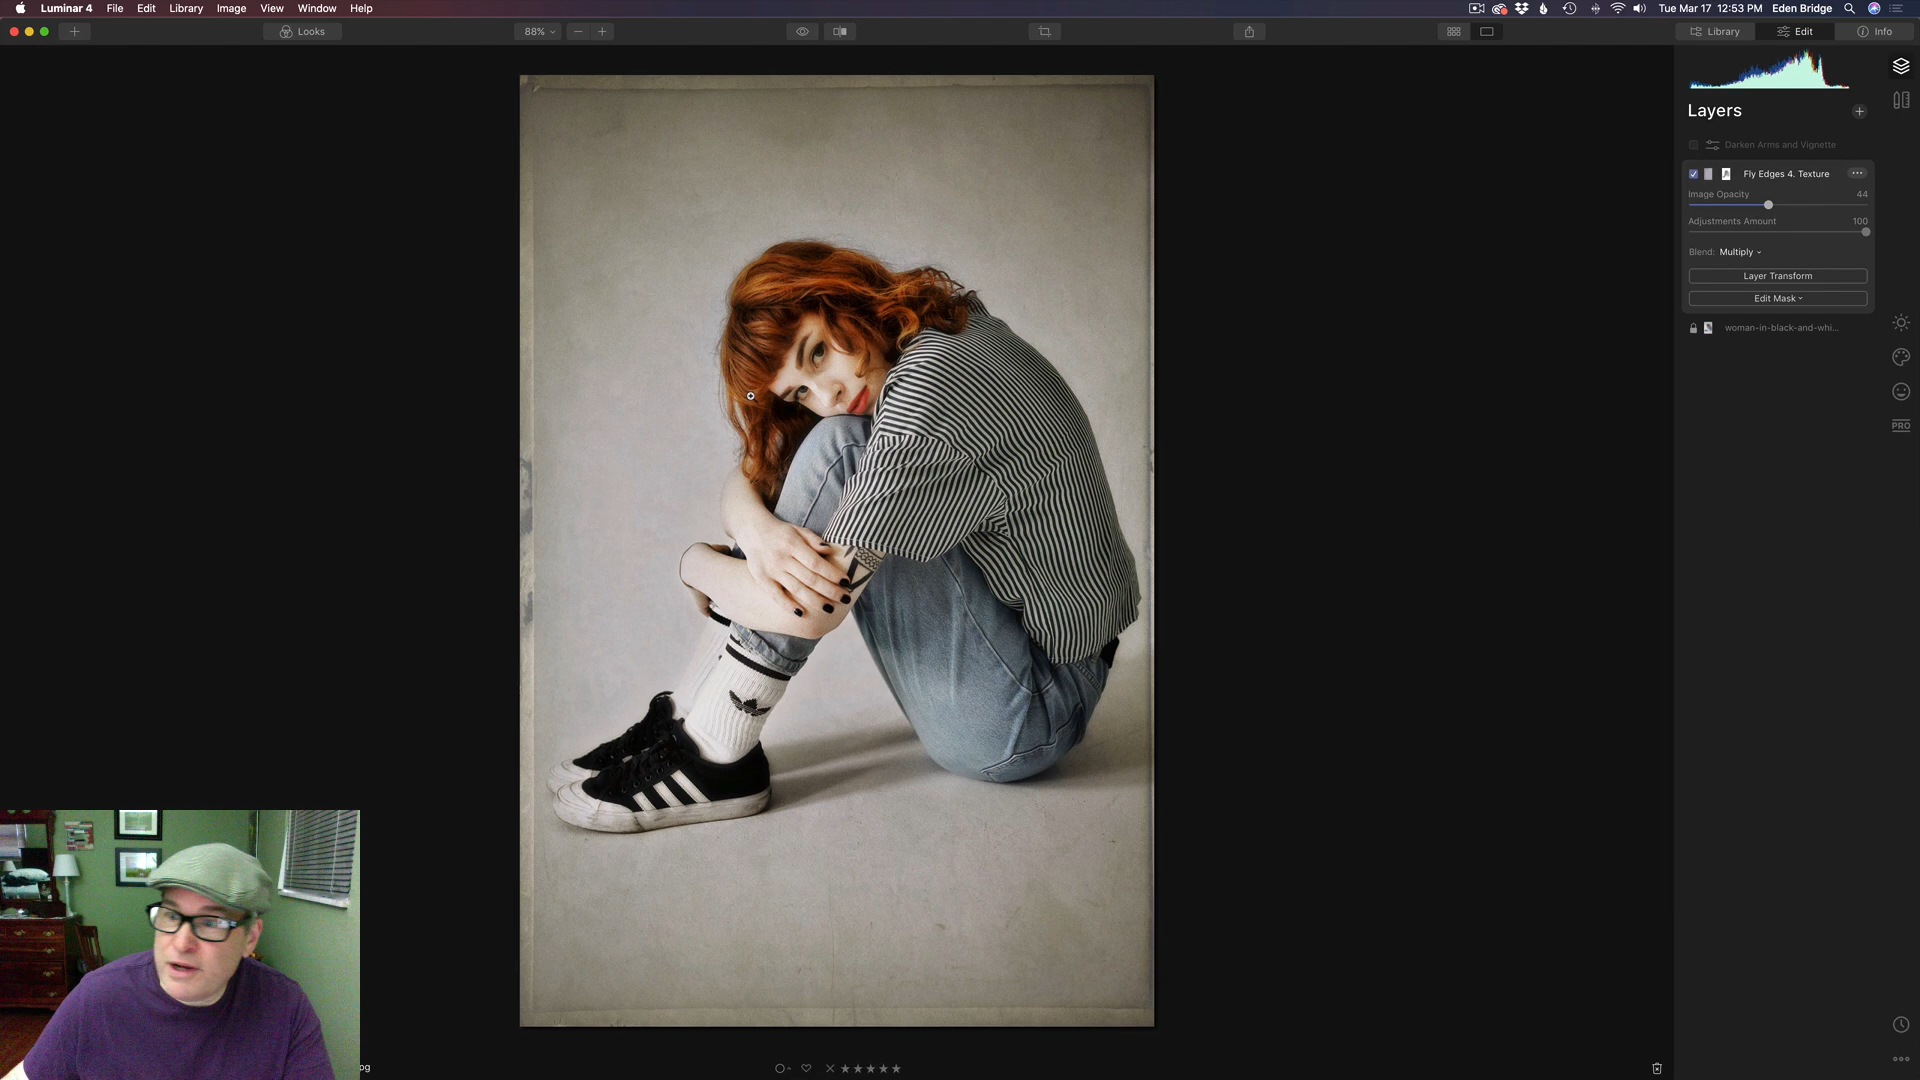 Luminar 4 File Edit Library Image View Window Help
Tue Mar 17 12:53 PM Eden Bridge
Looks
88%
Library
Edit
Info
Layers
Darken Arms and Vignette
Fly Edges 4. Texture
Image Opacity 44
Adjustments Amount 100
Blend: Multiply
Layer Transform
Edit Mask
woman-in-black-and-whi...
PRO
pg